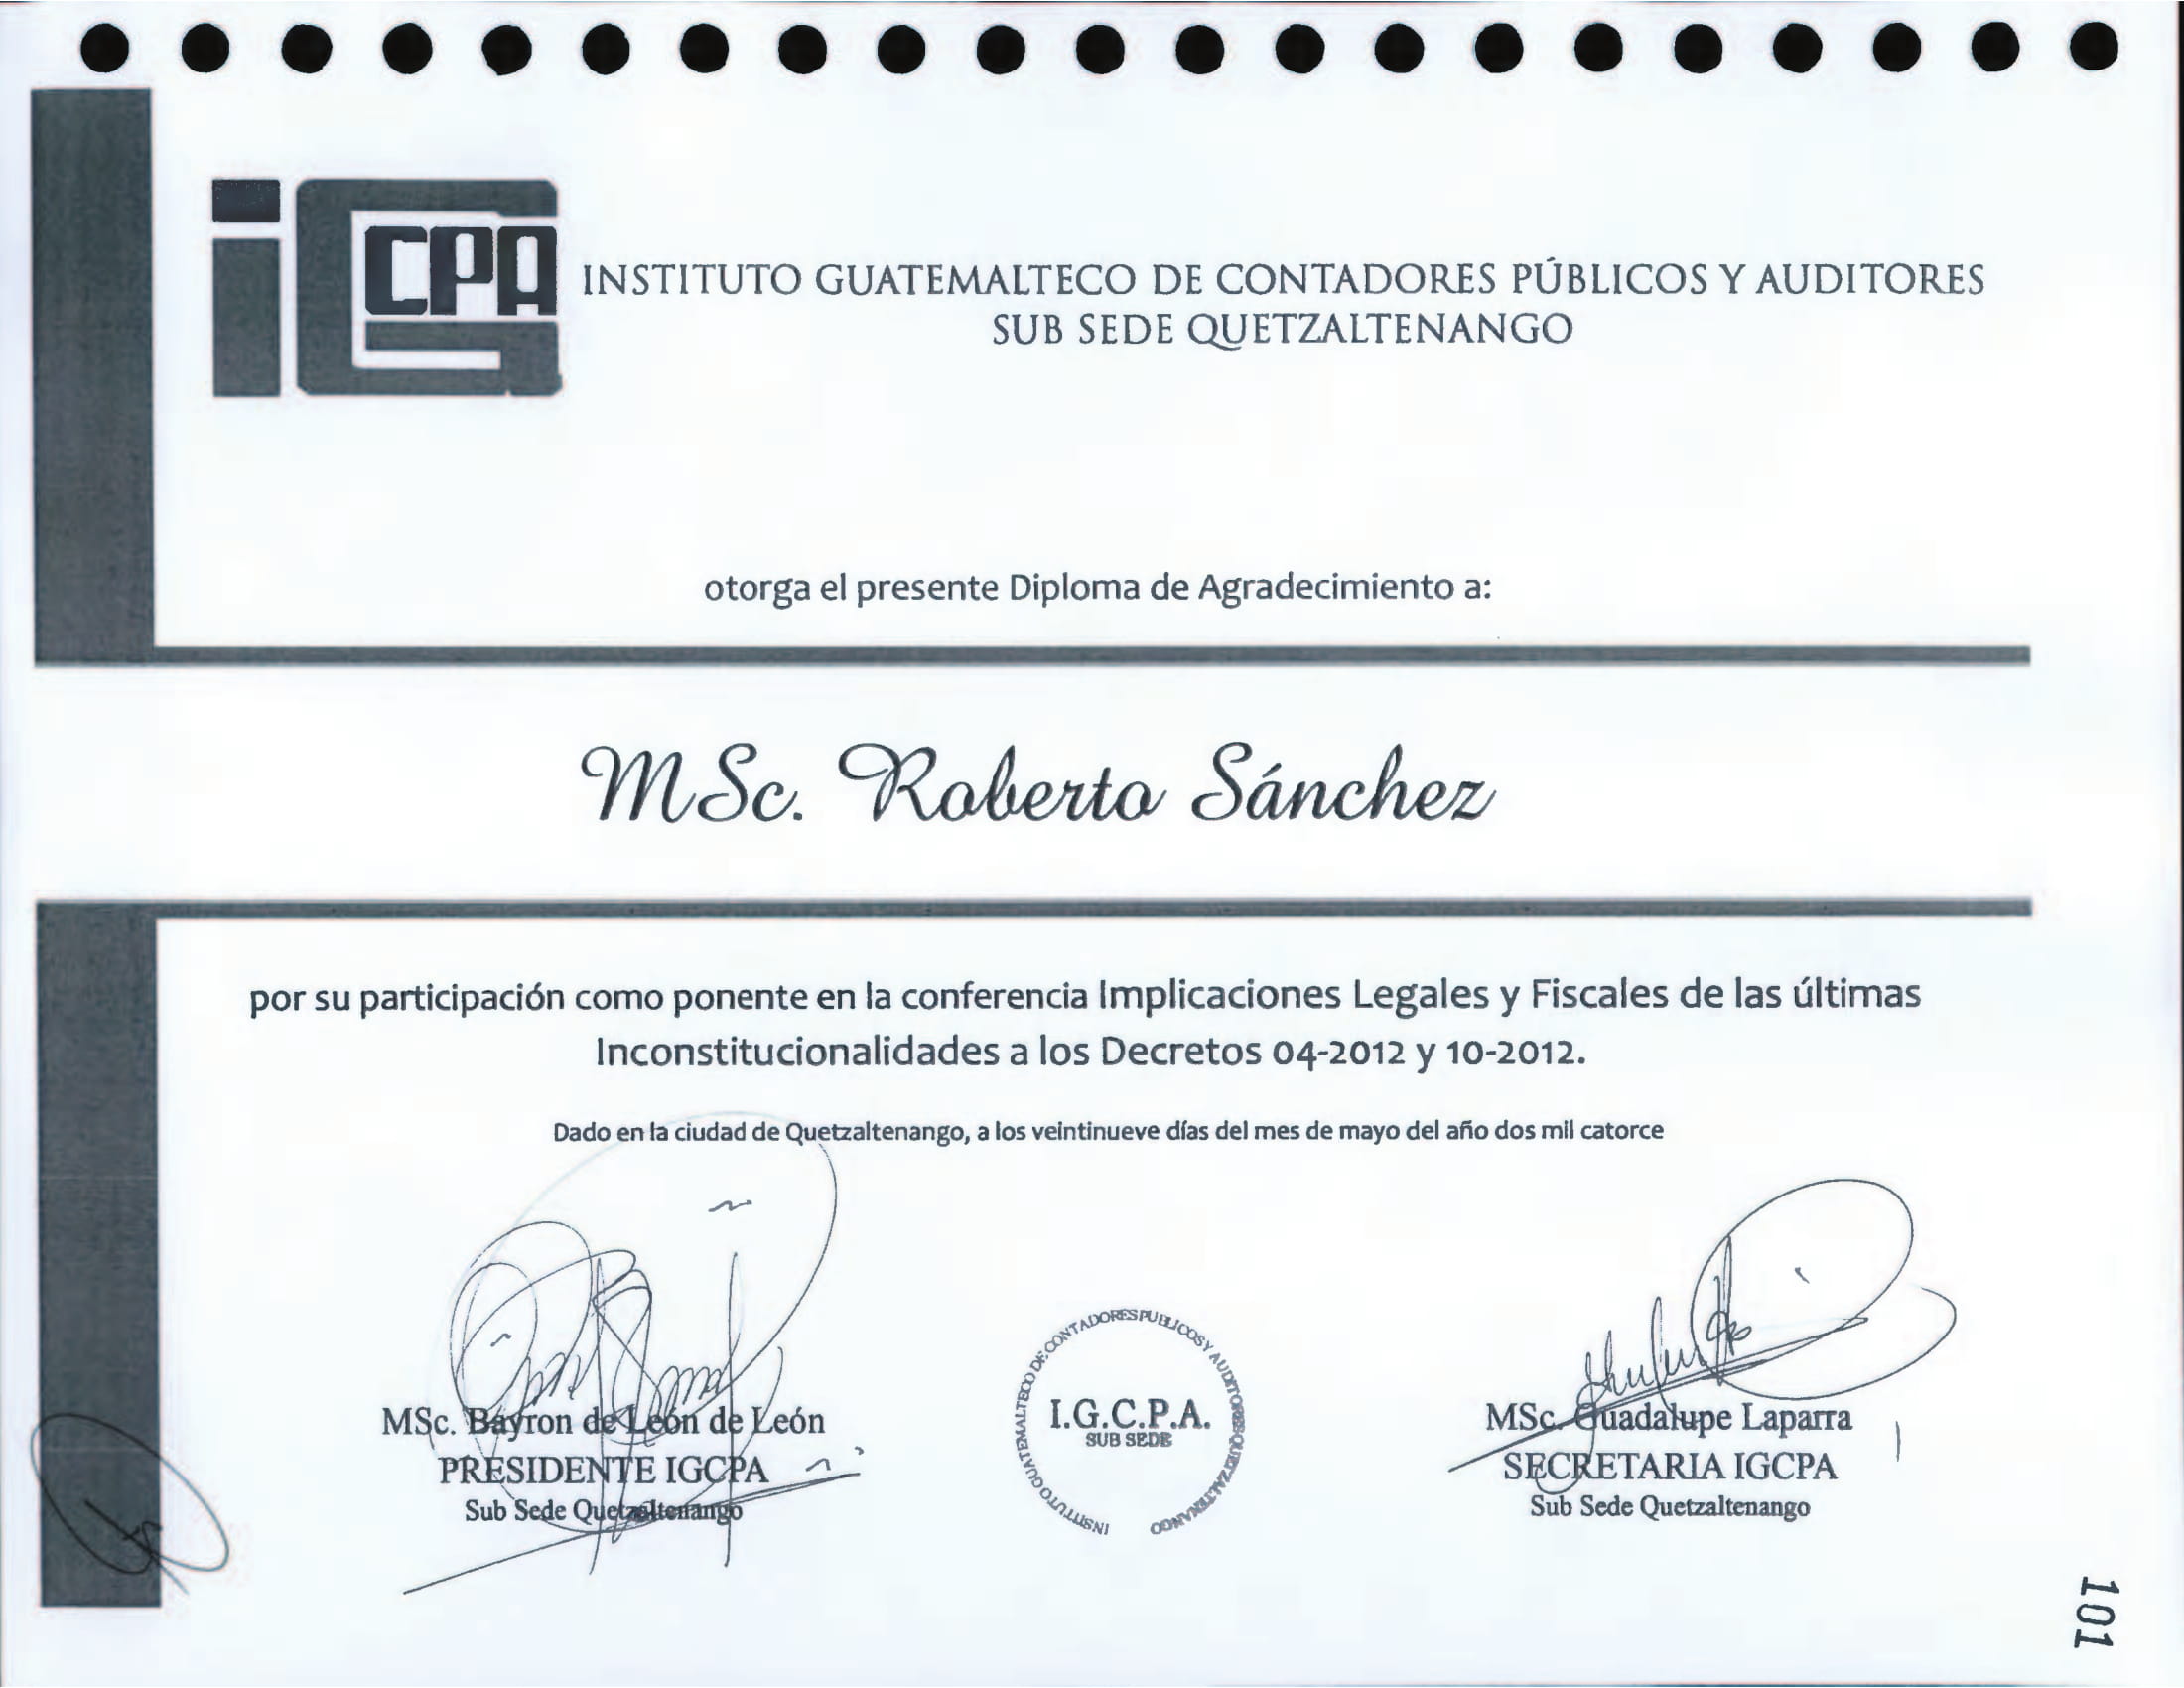 iG CPA
INSTITUTO GUATEMALTECO DE CONTADORES PÚBLICOS Y AUDITORES
SUB SEDE QUETZALTENANGO
otorga el presente Diploma de Agradecimiento a:
MSc. Roberto Sánchez
por su participación como ponente en la conferencia Implicaciones Legales y Fiscales de las últimas
Inconstitucionalidades a los Decretos 04-2012 y 10-2012.
Dado en la ciudad de Quetzaltenango, a los veintinueve días del mes de mayo del año dos mil catorce
MSc. Bayron de León de León
PRESIDENTE IGCPA
Sub Sede Quetzaltenango
INSTITUTO GUATEMALTECO DE CONTADORES PUBLICOS Y AUDITORES QUETZALTENANGO
I.G.C.P.A.
SUB SEDE
MSc. Guadalupe Laparra
SECRETARIA IGCPA
Sub Sede Quetzaltenango
101